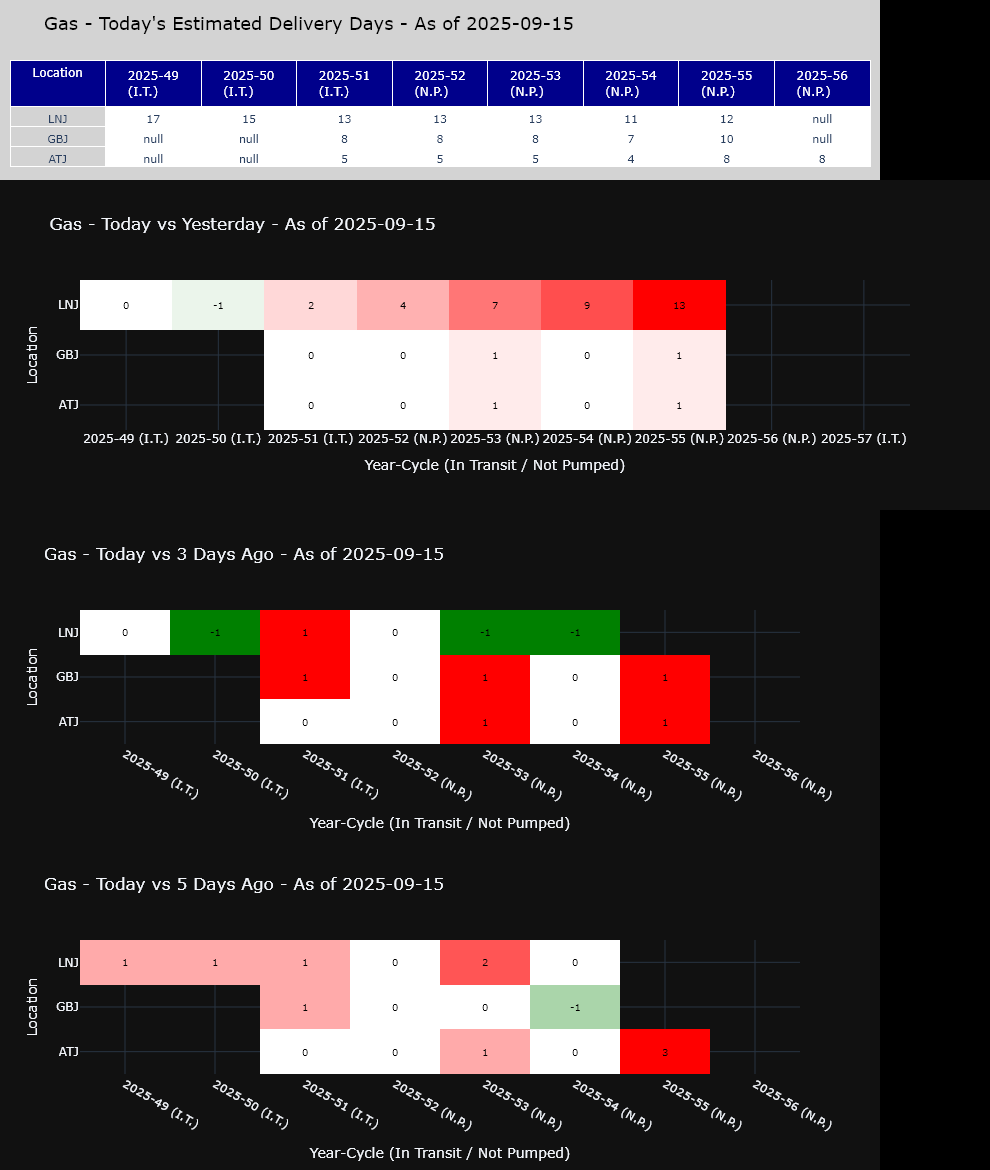 Gas - Today's Estimated Delivery Days - As of 2025-09-15
Location 2025-49 (I.T.) 2025-50 (I.T.) 2025-51 (I.T.) 2025-52 (N.P.) 2025-53 (N.P.) 2025-54 (N.P.) 2025-55 (N.P.) 2025-56 (N.P.)
LNJ 17 15 13 13 13 11 12 null
GBJ null null 8 8 8 7 10 null
ATJ null null 5 5 5 4 8 8
Gas - Today vs Yesterday - As of 2025-09-15
Location
LNJ 0 -1 2 4 7 9 13
GBJ 0 0 1 0 1
ATJ 0 0 1 0 1
2025-49 (I.T.) 2025-50 (I.T.) 2025-51 (I.T.) 2025-52 (N.P.) 2025-53 (N.P.) 2025-54 (N.P.) 2025-55 (N.P.) 2025-56 (N.P.) 2025-57 (I.T.)
Year-Cycle (In Transit / Not Pumped)
Gas - Today vs 3 Days Ago - As of 2025-09-15
Location
LNJ 0 -1 1 0 -1 -1
GBJ 1 0 1 0 1
ATJ 0 0 1 0 1
2025-49 (I.T.) 2025-50 (I.T.) 2025-51 (I.T.) 2025-52 (N.P.) 2025-53 (N.P.) 2025-54 (N.P.) 2025-55 (N.P.) 2025-56 (N.P.)
Year-Cycle (In Transit / Not Pumped)
Gas - Today vs 5 Days Ago - As of 2025-09-15
Location
LNJ 1 1 1 0 2 0
GBJ 1 0 0 -1
ATJ 0 0 1 0 3
2025-49 (I.T.) 2025-50 (I.T.) 2025-51 (I.T.) 2025-52 (N.P.) 2025-53 (N.P.) 2025-54 (N.P.) 2025-55 (N.P.) 2025-56 (N.P.)
Year-Cycle (In Transit / Not Pumped)